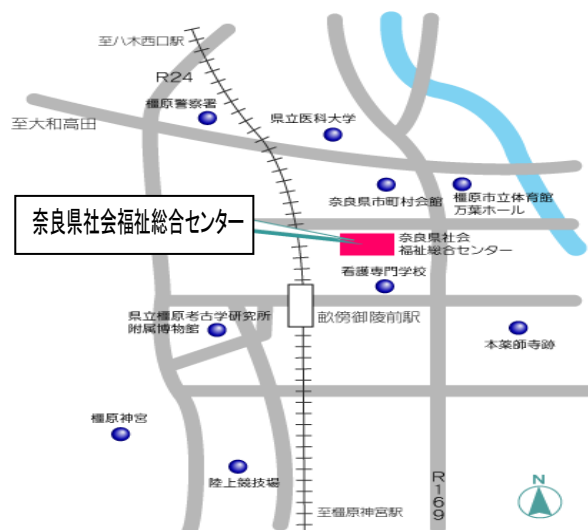 至八木西口駅
R24
橿原警察署
県立医科大学
至大和高田
奈良県市町村会館
橿原市立体育館
万葉ホール
奈良県社会福祉総合センター
奈良県社会
福祉総合センター
看護専門学校
県立橿原考古学研究所
附属博物館
畝傍御陵前駅
本薬師寺跡
橿原神宮
陸上競技場
R169
N
至橿原神宮駅